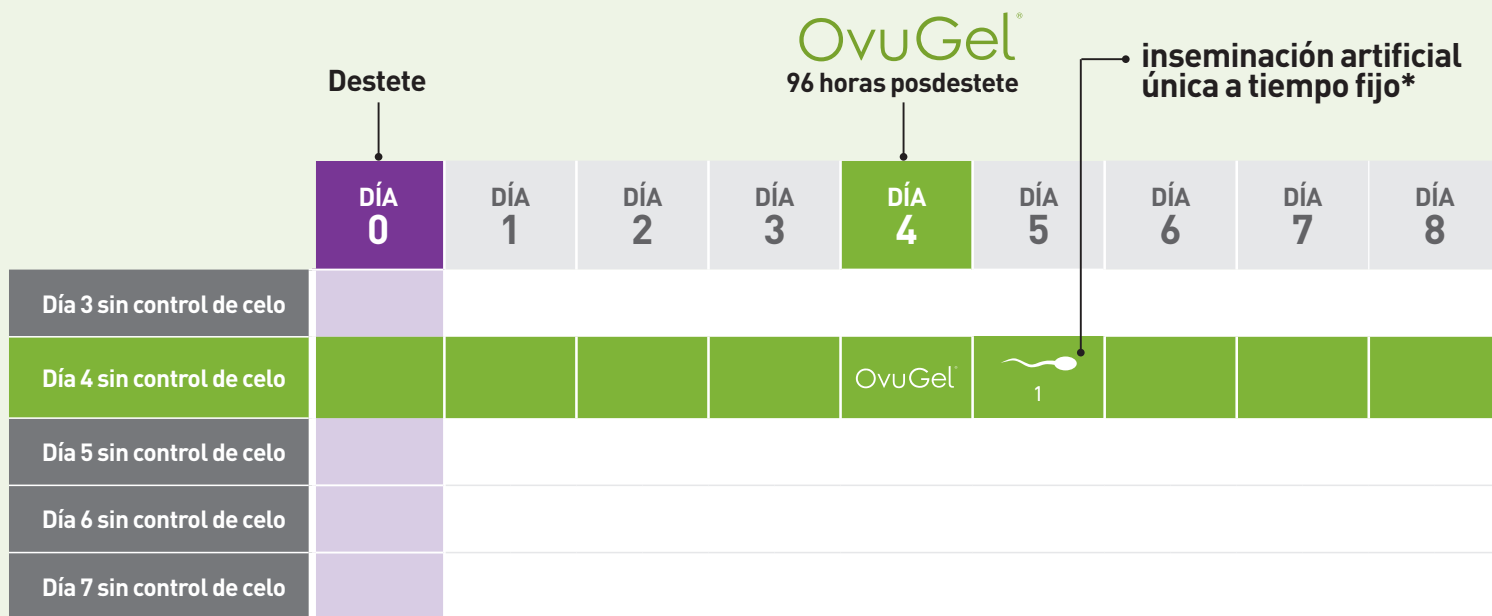 OvuGel®
96 horas posdestete
Destete
inseminación artificial
única a tiempo fijo*
DÍA
0
DÍA
1
DÍA
2
DÍA
3
DÍA
4
DÍA
5
DÍA
6
DÍA
7
DÍA
8
Día 3 sin control de celo
Día 4 sin control de celo
OvuGel®
1
Día 5 sin control de celo
Día 6 sin control de celo
Día 7 sin control de celo